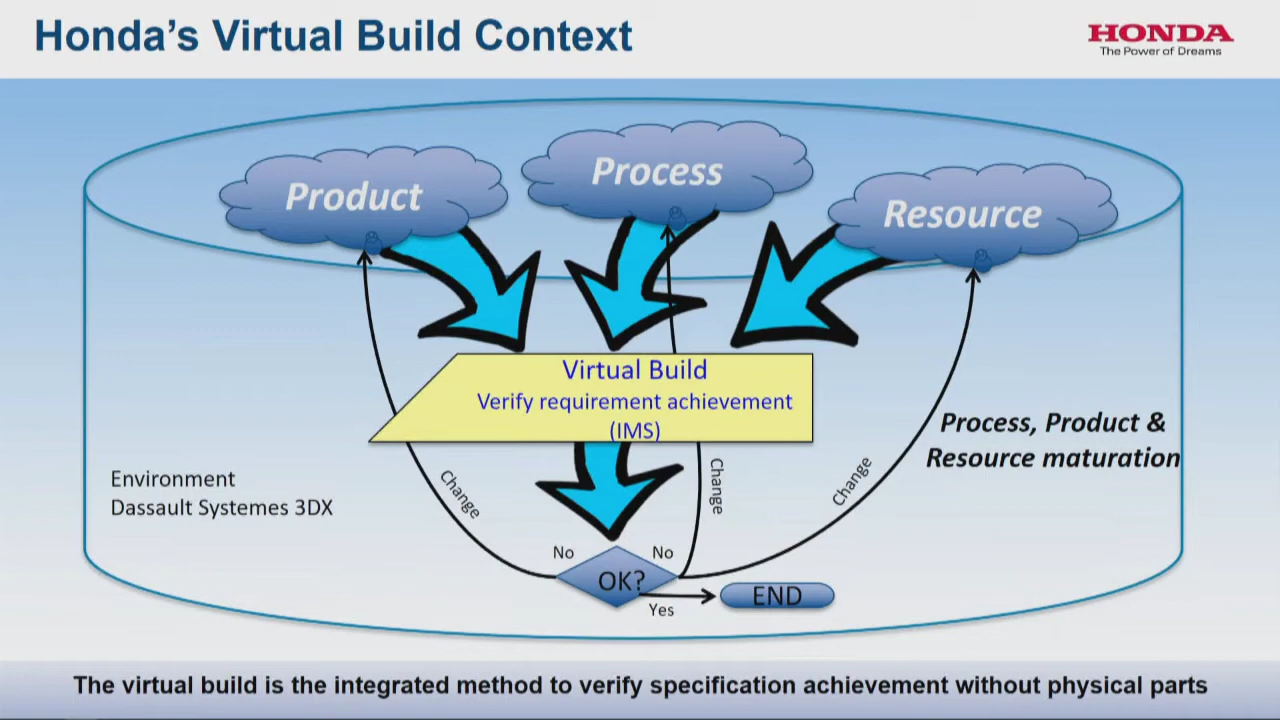 Honda's Virtual Build Context
HONDA
The Power of Dreams
Product
Process
Resource
Virtual Build
Verify requirement achievement
(IMS)
Process, Product &
Resource maturation
Environment
Dassault Systemes 3DX
Change
Change
Change
No
No
OK?
Yes
END
The virtual build is the integrated method to verify specification achievement without physical parts